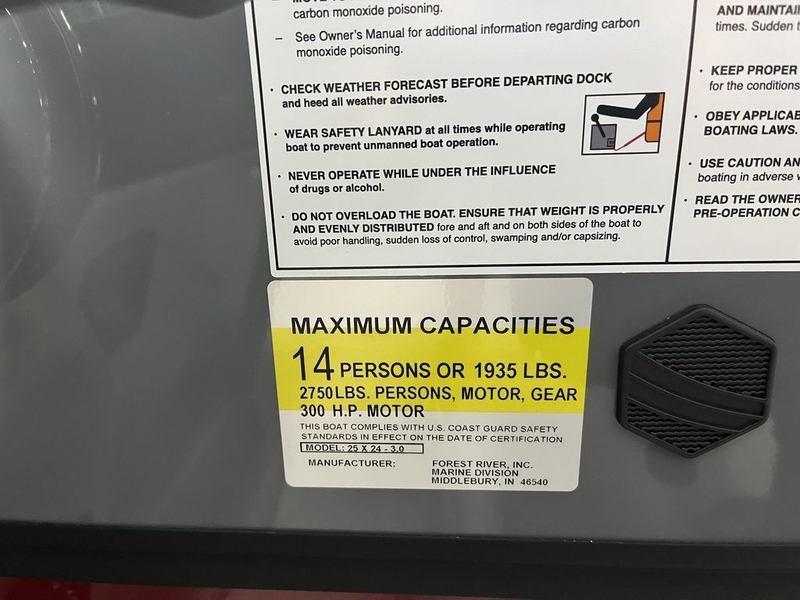 carbon monoxide poisoning.
– See Owner's Manual for additional information regarding carbon
monoxide poisoning.
· CHECK WEATHER FORECAST BEFORE DEPARTING DOCK
and heed all weather advisories.
· WEAR SAFETY LANYARD at all times while operating
boat to prevent unmanned boat operation.
· NEVER OPERATE WHILE UNDER THE INFLUENCE
of drugs or alcohol.
· DO NOT OVERLOAD THE BOAT. ENSURE THAT WEIGHT IS PROPERLY
AND EVENLY DISTRIBUTED fore and aft and on both sides of the boat to
avoid poor handling, sudden loss of control, swamping and/or capsizing.
AND MAINTAI
times. Sudden
· KEEP PROPER
for the conditions
· OBEY APPLICAB
BOATING LAWS.
· USE CAUTION AN
boating in adverse
· READ THE OWNER
PRE-OPERATION C
MAXIMUM CAPACITIES
14 PERSONS OR 1935 LBS.
2750 LBS. PERSONS, MOTOR, GEAR
300 H.P. MOTOR
THIS BOAT COMPLIES WITH U.S. COAST GUARD SAFETY
STANDARDS IN EFFECT ON THE DATE OF CERTIFICATION
MODEL: 25 X 24 - 3.0
MANUFACTURER: FOREST RIVER, INC.
MARINE DIVISION
MIDDLEBURY, IN 46540